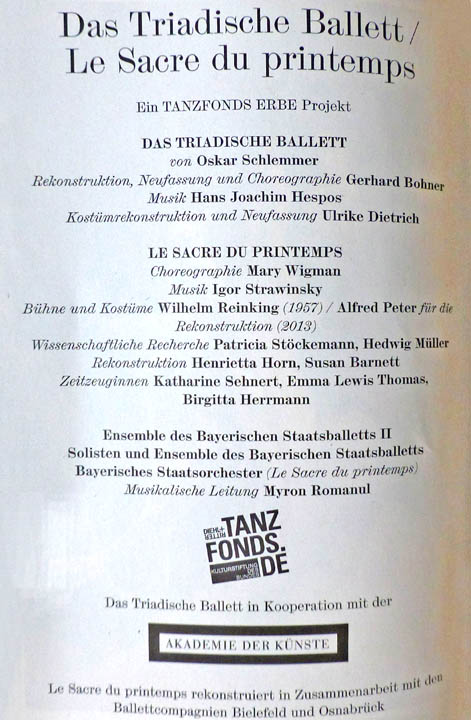 Das Triadische Ballett /
Le Sacre du printemps
Ein TANZFONDS ERBE Projekt
DAS TRIADISCHE BALLETT
von Oskar Schlemmer
Rekonstruktion, Neufassung und Choreographie Gerhard Bohner
Musik Hans Joachim Hespos
Kostümrekonstruktion und Neufassung Ulrike Dietrich
LE SACRE DU PRINTEMPS
Choreographie Mary Wigman
Musik Igor Strawinsky
Bühne und Kostüme Wilhelm Reinking (1957) / Alfred Peter für die
Rekonstruktion (2013)
Wissenschaftliche Recherche Patricia Stöckemann, Hedwig Müller
Rekonstruktion Henrietta Horn, Susan Barnett
Zeitzeuginnen Katharine Sehnert, Emma Lewis Thomas,
Birgitta Herrmann
Ensemble des Bayerischen Staatsballetts II
Solisten und Ensemble des Bayerischen Staatsballetts
Bayerisches Staatsorchester (Le Sacre du printemps)
Musikalische Leitung Myron Romanul
DIEHL+
RITTER
TANZ
FONDS.
KULTURSTIFTUNG
DES
BUNDES
DE
Das Triadische Ballett in Kooperation mit der
AKADEMIE DER KÜNSTE
Le Sacre du printemps rekonstruiert in Zusammenarbeit mit den
Ballettcompagnien Bielefeld und Osnabrück